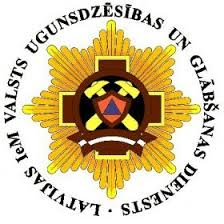 LATVIJAS IeM VALSTS UGUNSDZĒSĪBAS UN GLĀBŠANAS DIENESTS •